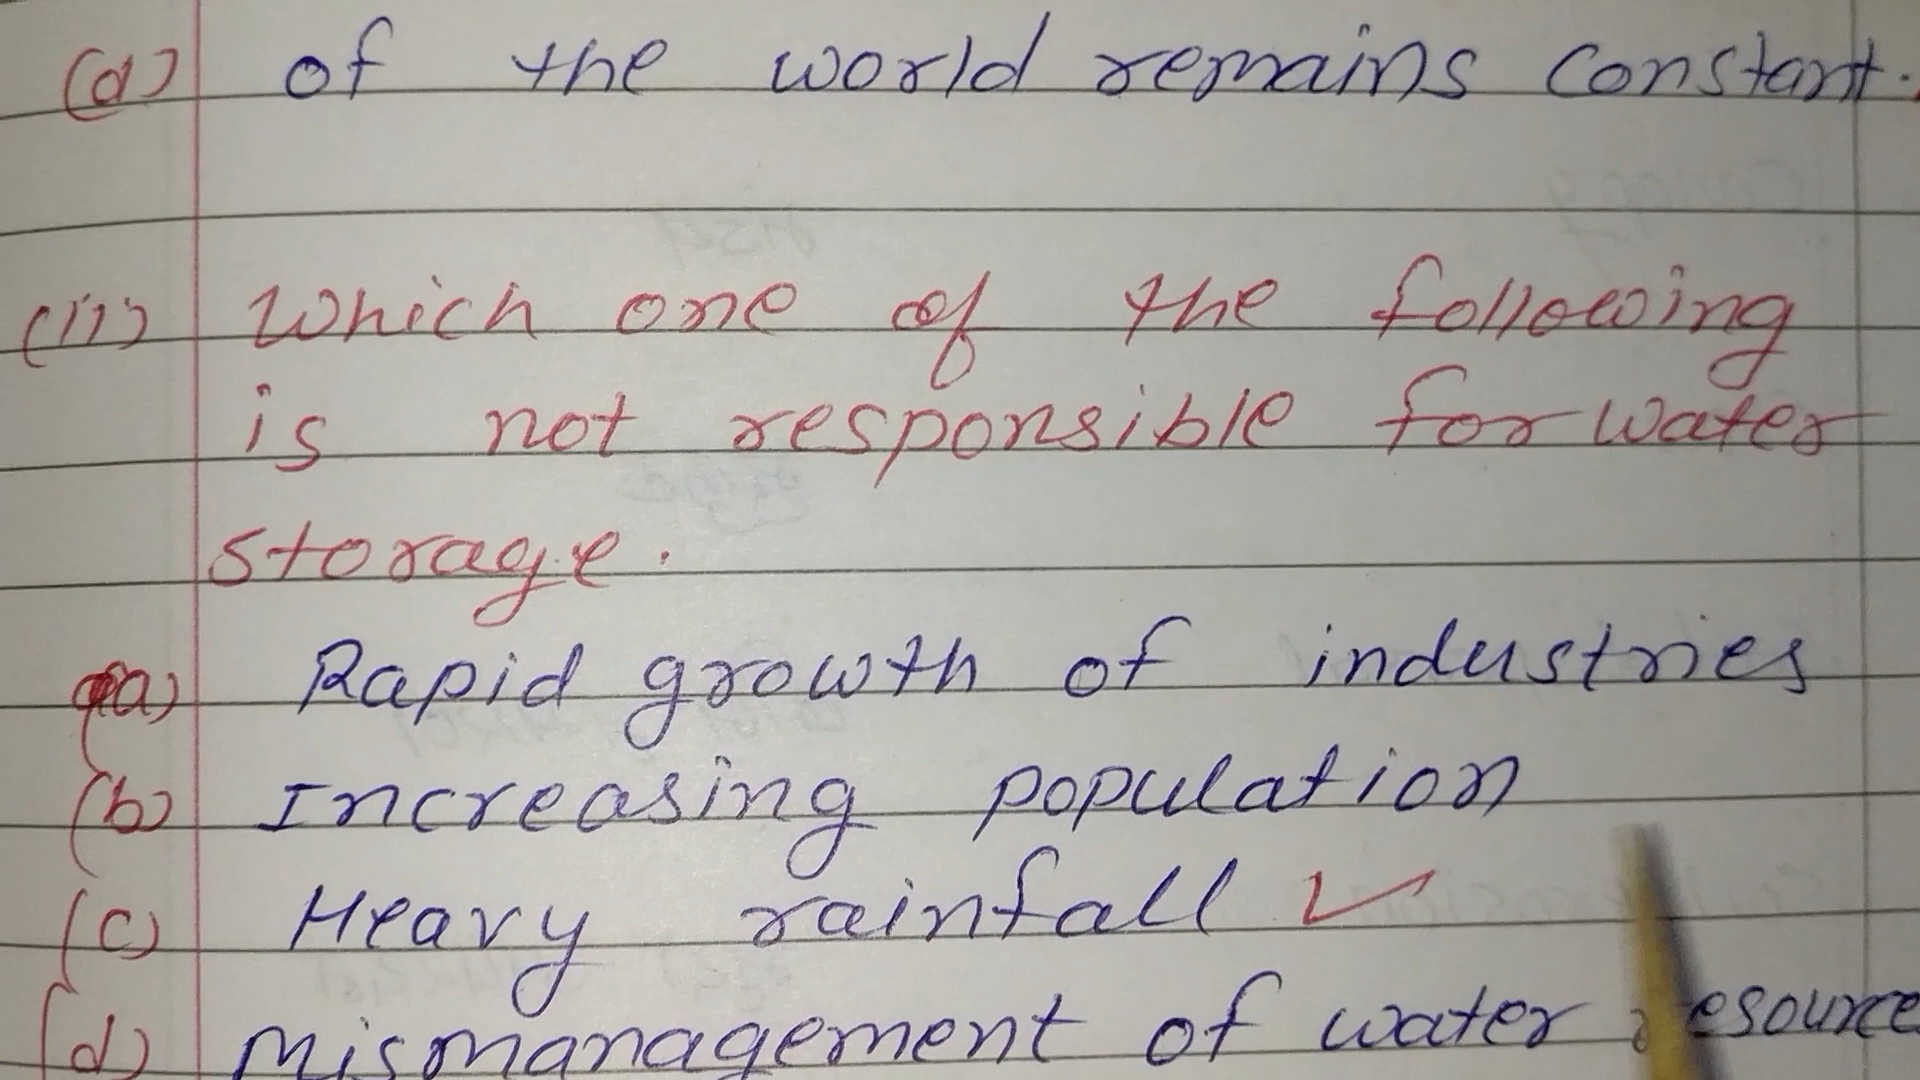 (d) of the world remains constant.
(ii) Which one of the following
is not responsible for water
storage.
(a) Rapid growth of industries
(b) Increasing population
(c) Heavy rainfall ✓
(d) Mismanagement of water resource